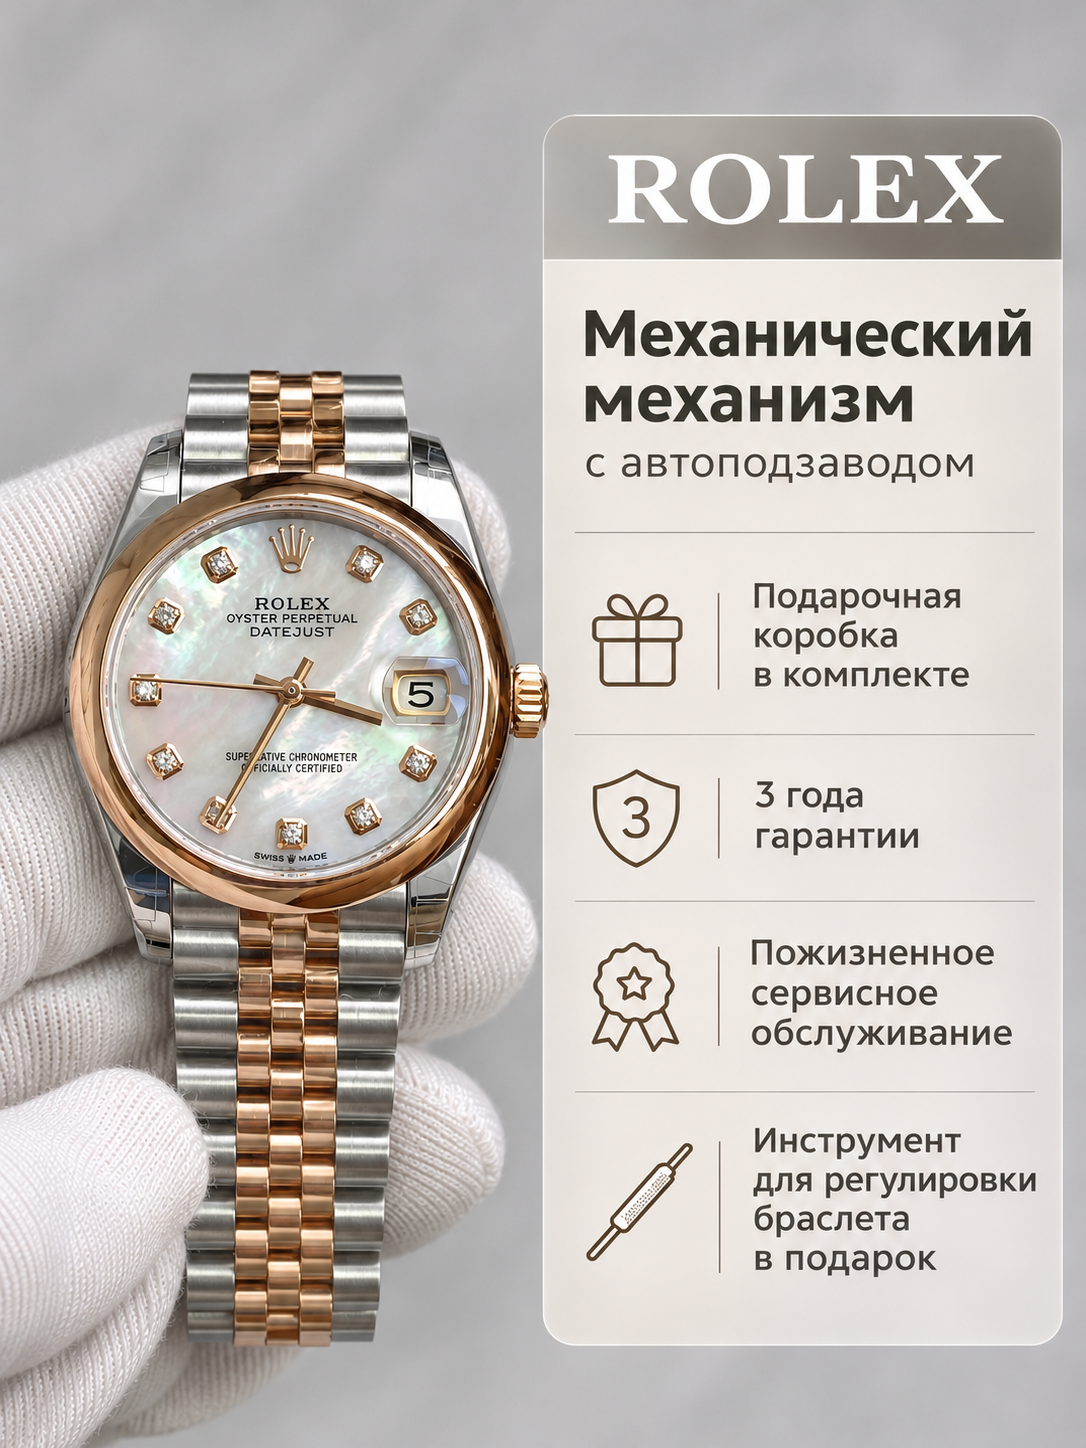 ROLEX
Механический
механизм
с автоподзаводом
Подарочная
коробка
в комплекте
3
3 года
гарантии
Пожизненное
сервисное
обслуживание
Инструмент
для регулировки
браслета
в подарок
ROLEX
OYSTER PERPETUAL
DATEJUST
5
SUPERLATIVE CHRONOMETER
OFFICIALLY CERTIFIED
SWISS MADE